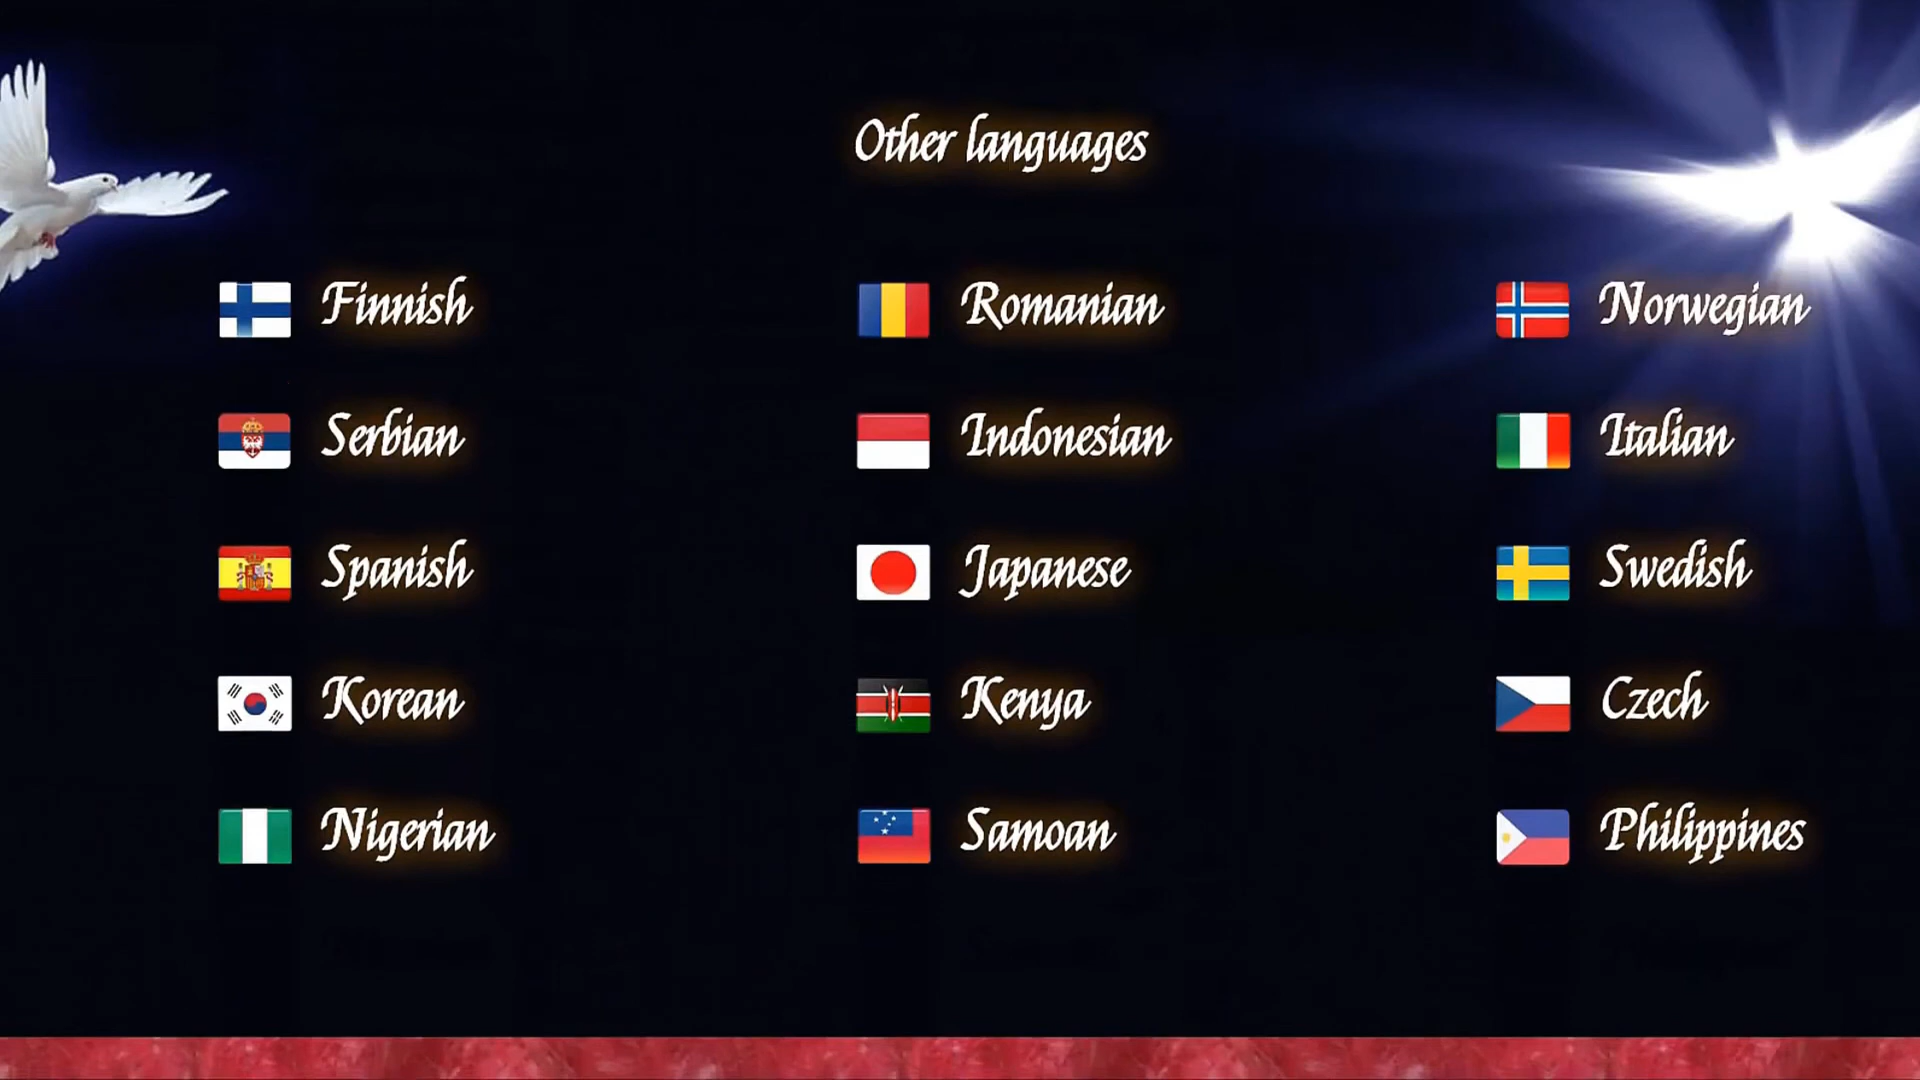 Other languages
Finnish Romanian Norwegian
Serbian Indonesian Italian
Spanish Japanese Swedish
Korean Kenya Czech
Nigerian Samoan Philippines